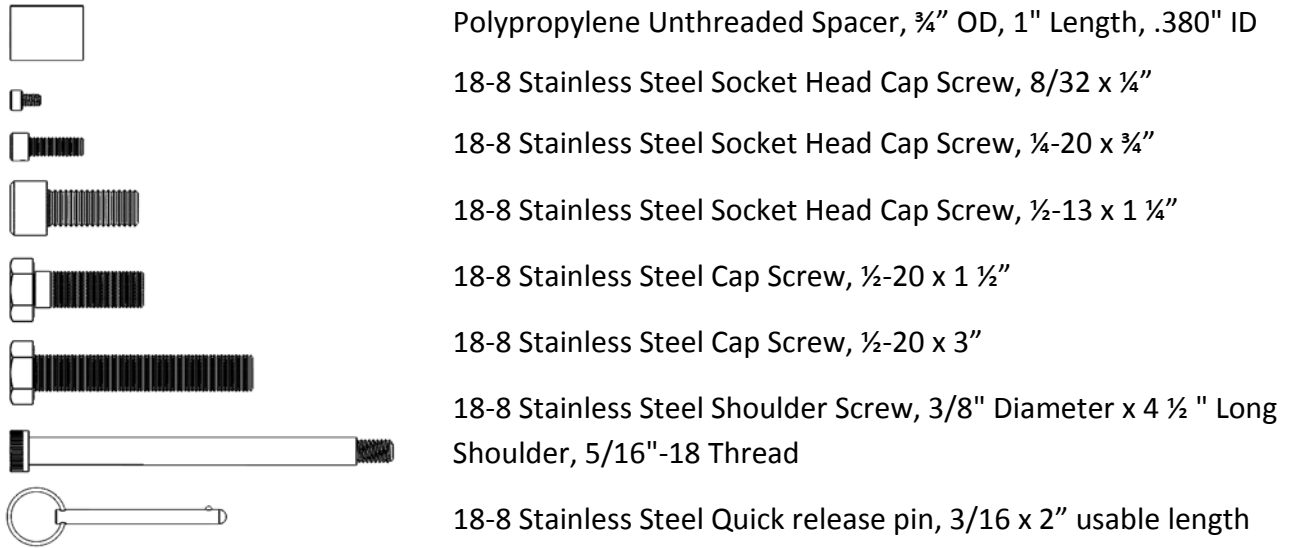 Polypropylene Unthreaded Spacer, ¾” OD, 1" Length, .380" ID
18-8 Stainless Steel Socket Head Cap Screw, 8/32 x ¼”
18-8 Stainless Steel Socket Head Cap Screw, ¼-20 x ¾”
18-8 Stainless Steel Socket Head Cap Screw, ½-13 x 1 ¼”
18-8 Stainless Steel Cap Screw, ½-20 x 1 ½”
18-8 Stainless Steel Cap Screw, ½-20 x 3”
18-8 Stainless Steel Shoulder Screw, 3/8" Diameter x 4 ½ " Long
Shoulder, 5/16"-18 Thread
18-8 Stainless Steel Quick release pin, 3/16 x 2” usable length